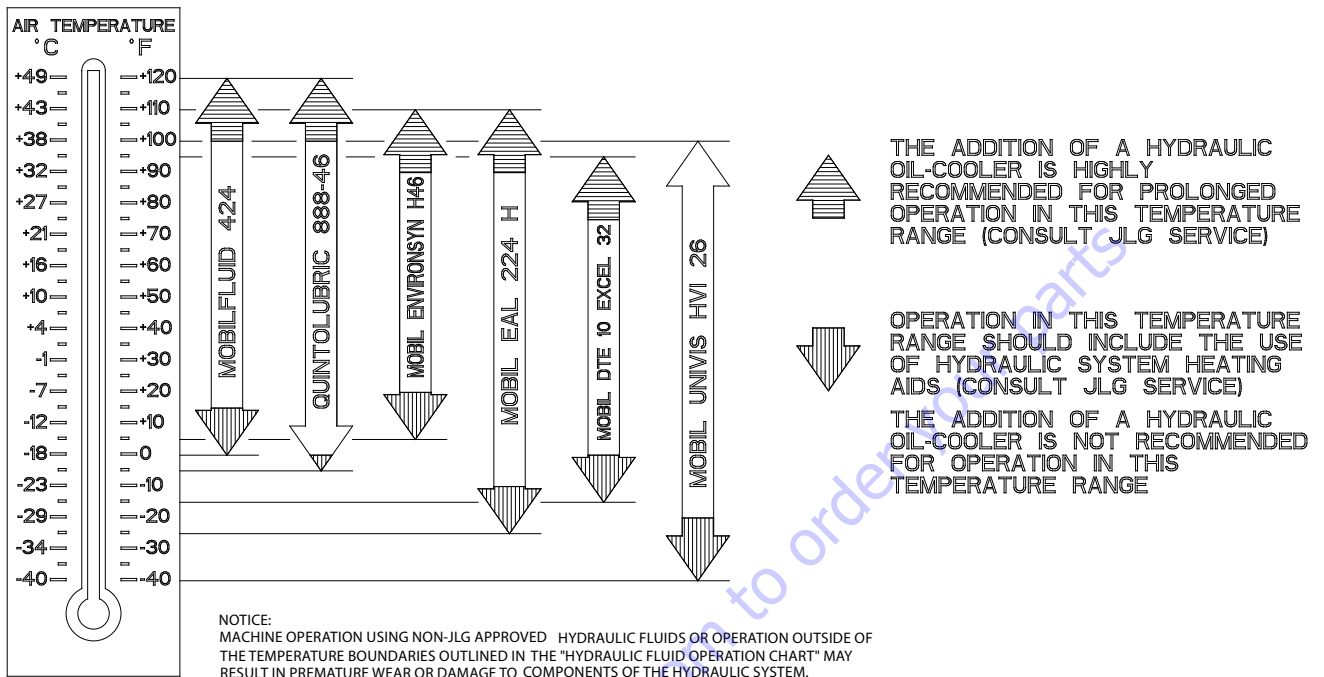 AIR TEMPERATURE
°C °F
+49 +120
+43 +110
+38 +100
+32 +90
+27 +80
+21 +70
+16 +60
+10 +50
+4 +40
-1 +30
-7 +20
-12 +10
-18 0
-23 -10
-29 -20
-34 -30
-40 -40
MOBILFLUID 424
QUINTOLUBRIC 888-46
MOBIL ENVIRONSYN H46
MOBIL EAL 224 H
MOBIL DTE 10 EXCEL 32
MOBIL UNIVIS HVI 26
THE ADDITION OF A HYDRAULIC
OIL-COOLER IS HIGHLY
RECOMMENDED FOR PROLONGED
OPERATION IN THIS TEMPERATURE
RANGE (CONSULT JLG SERVICE)
OPERATION IN THIS TEMPERATURE
RANGE SHOULD INCLUDE THE USE
OF HYDRAULIC SYSTEM HEATING
AIDS (CONSULT JLG SERVICE)
THE ADDITION OF A HYDRAULIC
OIL-COOLER IS NOT RECOMMENDED
FOR OPERATION IN THIS
TEMPERATURE RANGE
NOTICE:
MACHINE OPERATION USING NON-JLG APPROVED HYDRAULIC FLUIDS OR OPERATION OUTSIDE OF
THE TEMPERATURE BOUNDARIES OUTLINED IN THE "HYDRAULIC FLUID OPERATION CHART" MAY
RESULT IN PREMATURE WEAR OR DAMAGE TO COMPONENTS OF THE HYDRAULIC SYSTEM.
om to order your parts